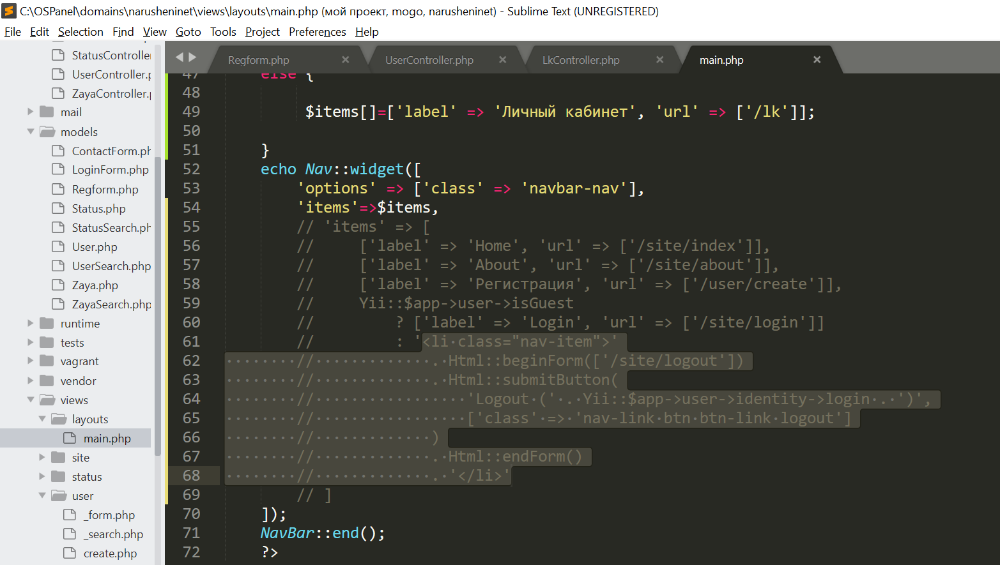 C:\OSPanel\domains\narusheninet\views\layouts\main.php (мой проект, mogo, narusheninet) - Sublime Text (UNREGISTERED)
File Edit Selection Find View Goto Tools Project Preferences Help
StatusController
UserController.p
ZayaController.p
mail
models
ContactForm.ph
LoginForm.php
Regform.php
Status.php
StatusSearch.ph
User.php
UserSearch.php
Zaya.php
ZayaSearch.php
runtime
tests
vagrant
vendor
views
layouts
main.php
site
status
user
_form.php
_search.php
create.php
Regform.php × UserController.php × LkController.php × main.php ×
47 else {
48
49 $items[]=['label' => 'Личный кабинет', 'url' => ['/lk']];
50
51 }
52 echo Nav::widget([
53 'options' => ['class' => 'navbar-nav'],
54 'items'=>$items,
55 // 'items' => [
56 // ['label' => 'Home', 'url' => ['/site/index']],
57 // ['label' => 'About', 'url' => ['/site/about']],
58 // ['label' => 'Регистрация', 'url' => ['/user/create']],
59 // Yii::$app->user->isGuest
60 // ? ['label' => 'Login', 'url' => ['/site/login']]
61 // : '<li class="nav-item">'
62 // . Html::beginForm(['/site/logout'])
63 // . Html::submitButton(
64 // 'Logout (' . Yii::$app->user->identity->login . ')',
65 // ['class' => 'nav-link btn btn-link logout']
66 // )
67 // . Html::endForm()
68 // . '</li>'
69 // ]
70 ]);
71 NavBar::end();
72 ?>